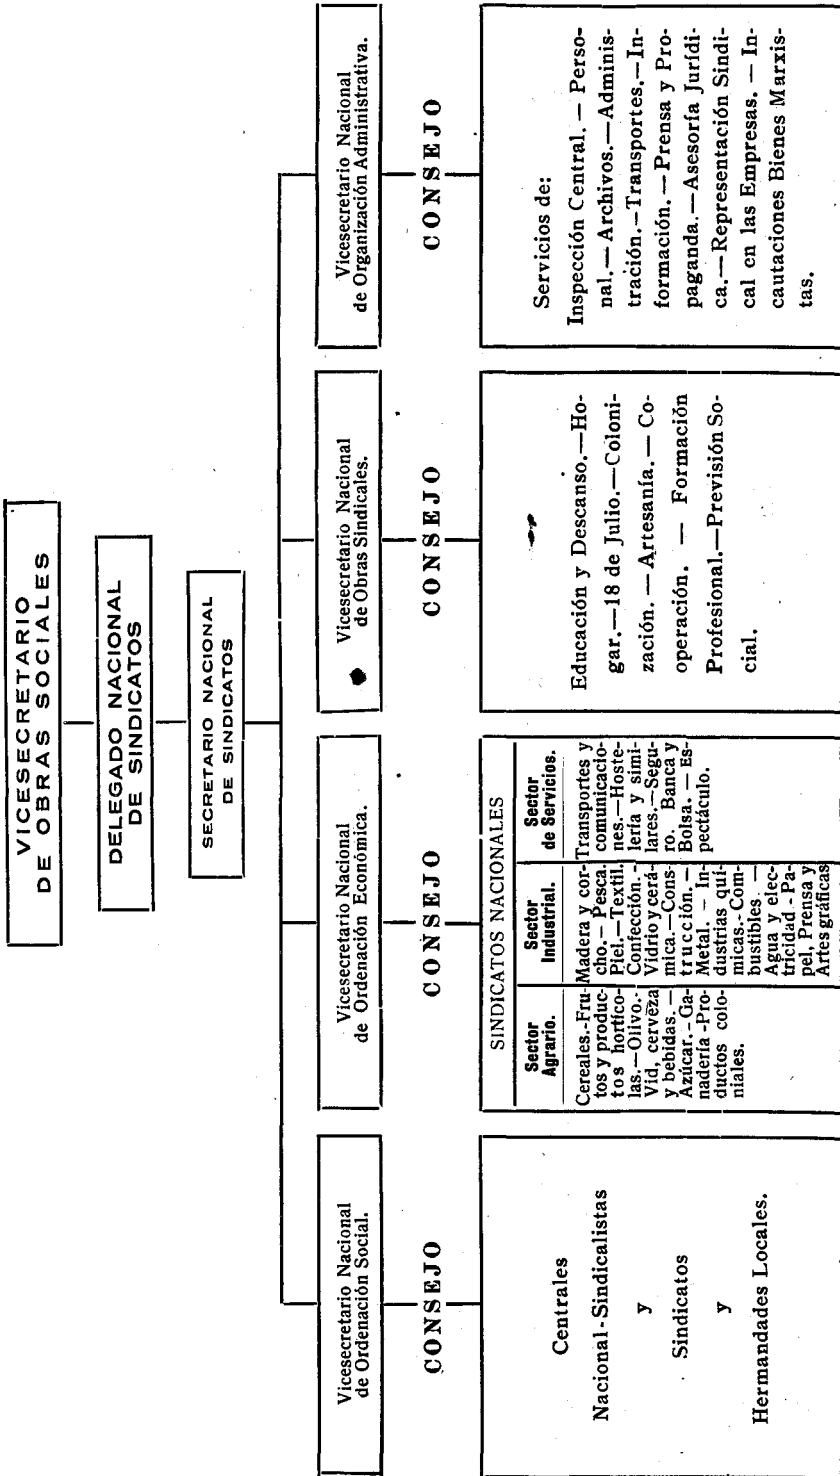 VICESECRETARIO
DE OBRAS SOCIALES
DELEGADO NACIONAL
DE SINDICATOS
SECRETARIO NACIONAL
DE SINDICATOS
Vicesecretario Nacional
de Ordenación Social.
CONSEJO
Centrales
Nacional-Sindicalistas
y
Sindicatos
y
Hermandades Locales.
Vicesecretario Nacional
de Ordenación Económica.
CONSEJO
SINDICATOS NACIONALES
Sector
Agrario.
Cereales.-Fru-
tos y produc-
tos hortíco-
las.—Olivo.-
Vid, cerveza
y bebidas.—
Azúcar.-Ga-
nadería-Pro-
ductos colo-
niales.
Sector
Industrial.
Madera y cor-
cho.—Pesca.
Piel.—Textil.
Confección.-
Vidrio y cerá-
mica.—Cons-
trucción.—
Metal. — In-
dustrias quí-
micas.-Com-
bustibles. —
Agua y elec-
tricidad -Pa-
pel, Prensa y
Artes gráficas
Sector
de Servicios.
Transportes y
comunicacio-
nes.—Hoste-
lería y simi-
lares.—Segu-
ro. Banca y
Bolsa. — Es-
pectáculo.
Vicesecretario Nacional
de Obras Sindicales.
CONSEJO
Educación y Descanso.—Ho-
gar.—18 de Julio.—Coloni-
zación. — Artesanía. — Co-
operación. — Formación
Profesional.—Previsión So-
cial.
Vicesecretario Nacional
de Organización Administrativa.
CONSEJO
Servicios de:
Inspección Central. — Perso-
nal.—Archivos.—Adminis-
tración.—Transportes.—In-
formación.—Prensa y Pro-
paganda.—Asesoría Jurídi-
ca.—Representación Sindi-
cal en las Empresas. — In-
cautaciones Bienes Marxis-
tas.